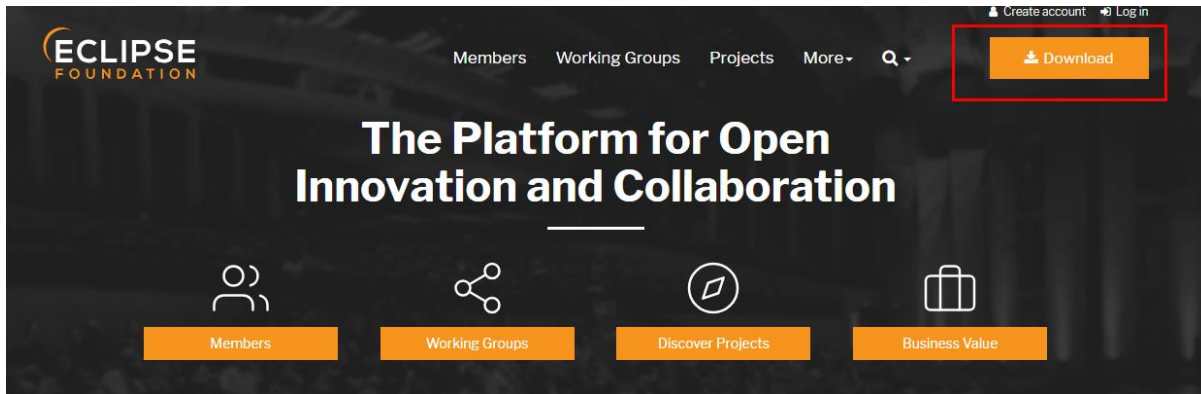 Create account Log in
ECLIPSE
FOUNDATION
Members Working Groups Projects More
Download
The Platform for Open
Innovation and Collaboration
Members Working Groups Discover Projects Business Value